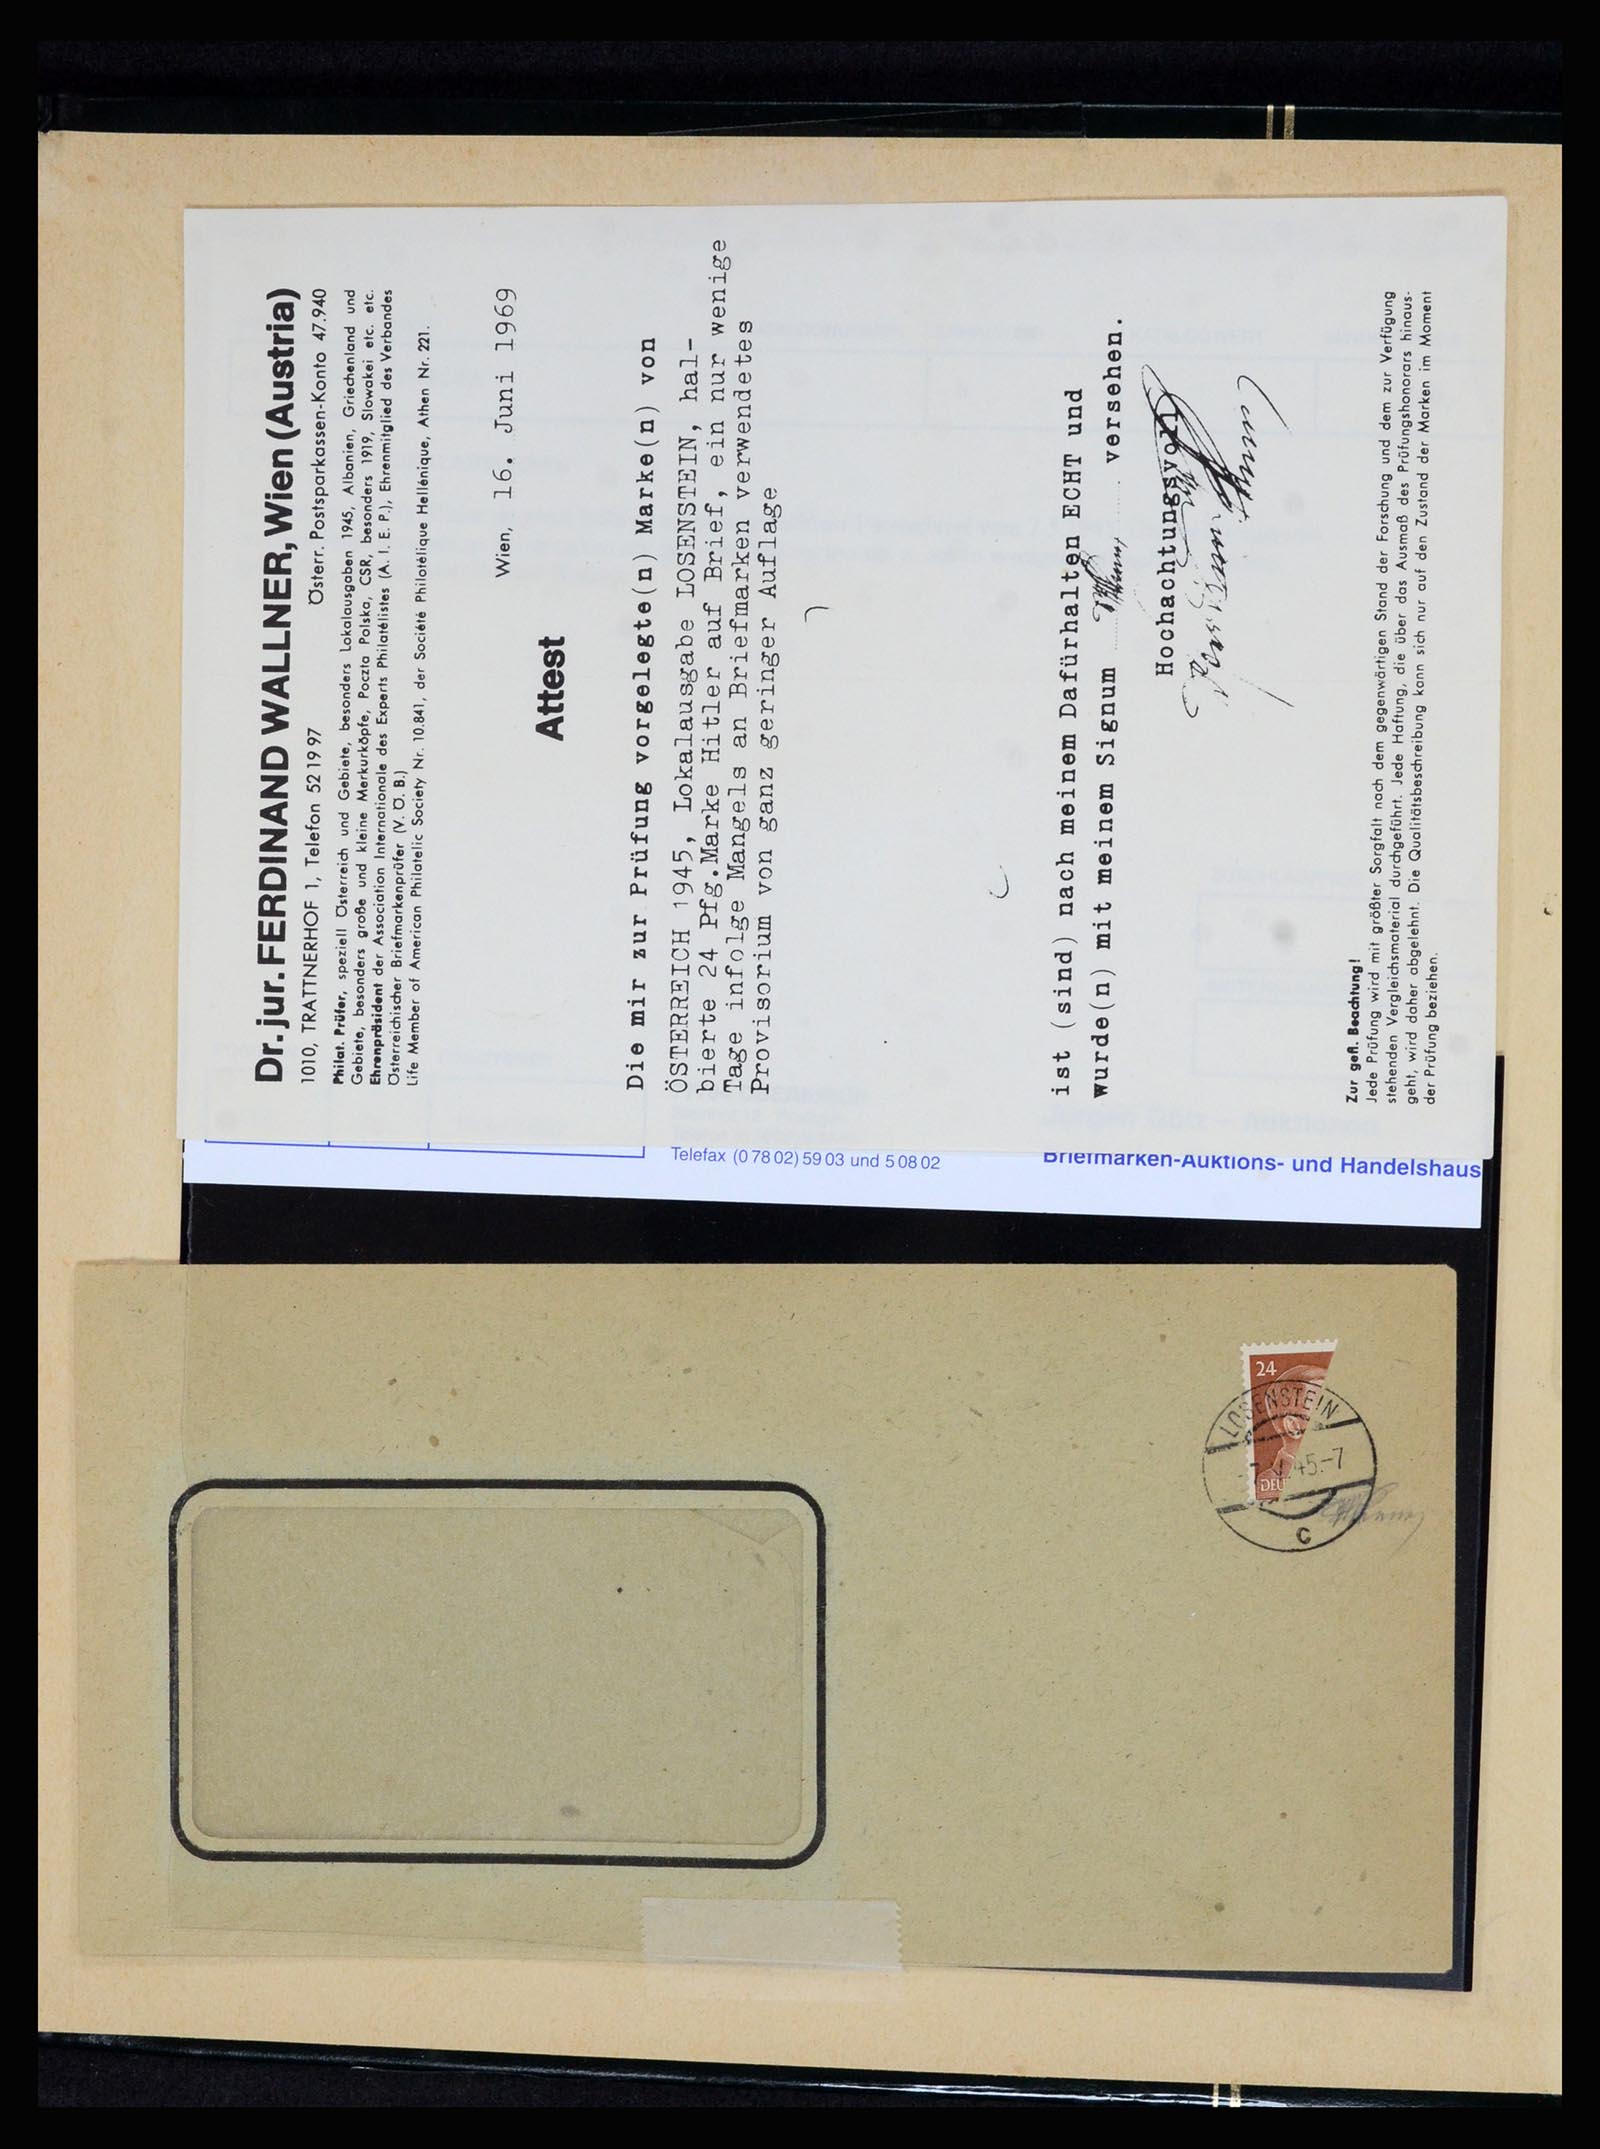 Dr. jur. FERDINAND WALLNER, Wien (Austria)
1010, TRATTNERHOF 1, Telefon 52 19 97 Österr. Postsparkassen-Konto 47.940
Philat. Prüfer, speziell Österreich und Gebiete, besonders Lokalausgaben 1945, Albanien, Griechenland und
Gebiete, besonders große und kleine Merkurköpfe, Poczta Polska, CSR, besonders 1919, Slowakei etc. etc.
Ehrenpräsident der Association Internationale des Experts Philatélistes (A. I. E. P.), Ehrenmitglied des Verbandes
Österreichischer Briefmarkenprüfer (V. Ö. B.)
Life Member of American Philatelic Society Nr. 10.841, der Société Philatélique Hellénique, Athen Nr. 221.
Wien, 16. Juni 1969
Attest
Die mir zur Prüfung vorgelegte(n) Marke(n) von
ÖSTERREICH 1945, Lokalausgabe LOSENSTEIN, hal-
bierte 24 Pfg.Marke Hitler auf Brief, ein nur wenige
Tage infolge Mangels an Briefmarken verwendetes
Provisorium von ganz geringer Auflage
ist (sind) nach meinem Dafürhalten ECHT und
wurde(n) mit meinem Signum versehen.
Hochachtungsvoll
Zur gefl. Beachtung!
Jede Prüfung wird mit größter Sorgfalt nach dem gegenwärtigen Stand der Forschung und dem zur Verfügung
stehenden Vergleichsmaterial durchgeführt. Jede Haftung, die über das Ausmaß des Prüfungshonorars hinaus-
geht, wird daher abgelehnt. Die Qualitätsbeschreibung kann sich nur auf den Zustand der Marken im Moment
der Prüfung beziehen.
Telefax (0 78 02) 59 03 und 5 08 02
Briefmarken-Auktions- und Handelshaus
24
LOSENSTEIN
-7.V.45.-7
DEU
c